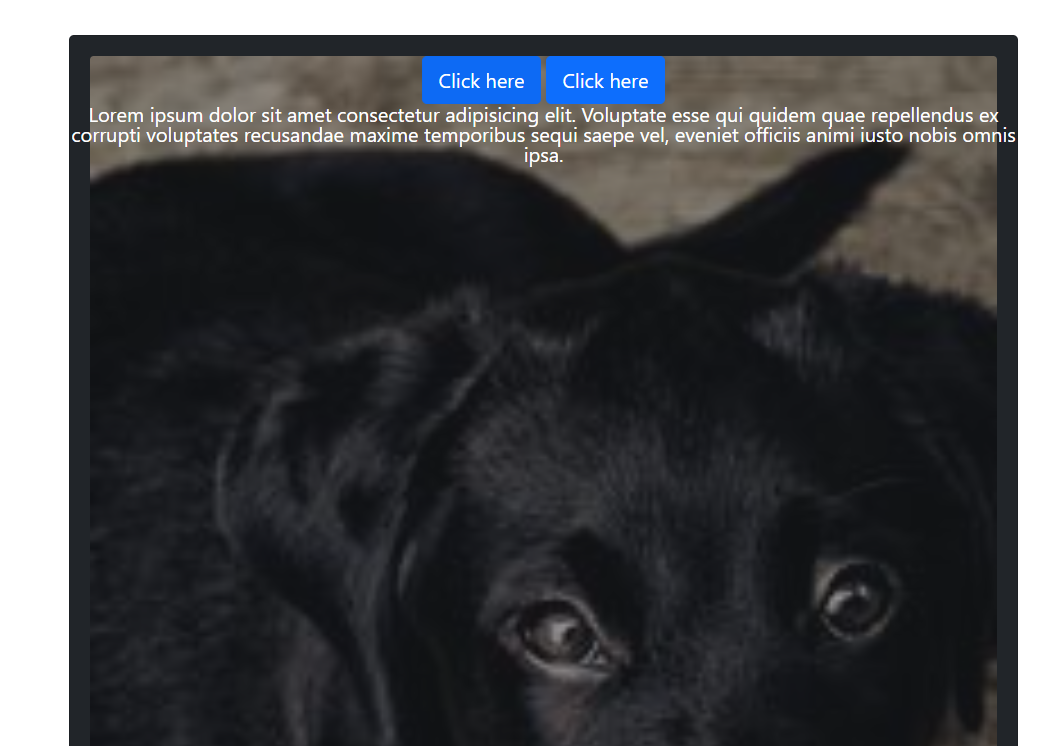 Click here Click here
Lorem ipsum dolor sit amet consectetur adipisicing elit. Voluptate esse qui quidem quae repellendus ex
corrupti voluptates recusandae maxime temporibus sequi saepe vel, eveniet officiis animi iusto nobis omnis
ipsa.